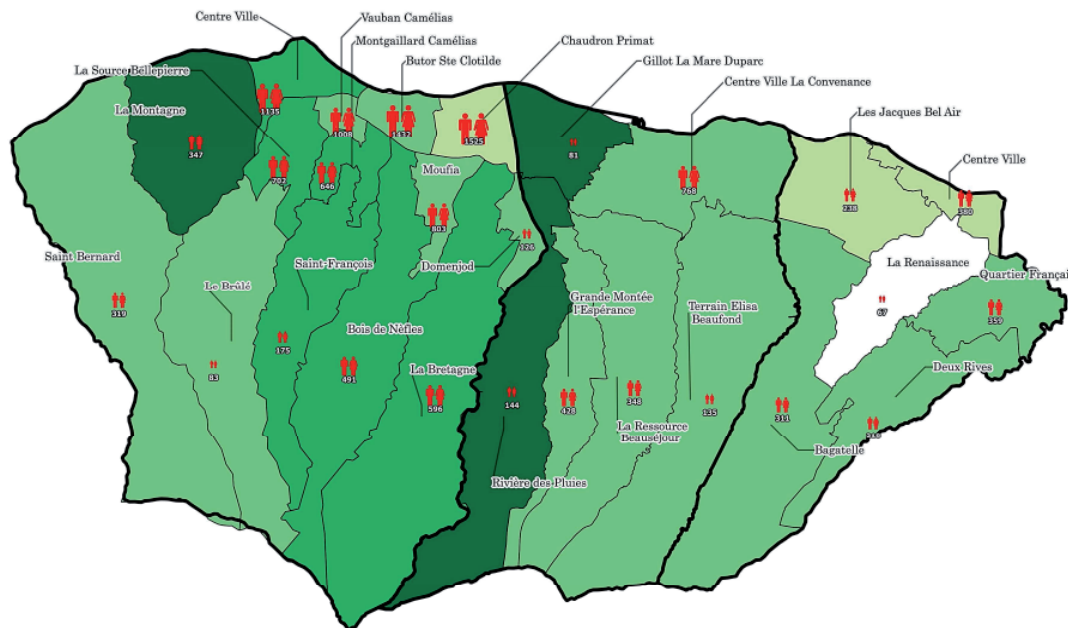 Centre Ville
Vauban Camélias
Montgaillard Camélias
Butor Ste Clotilde
Chaudron Primat
Gillot La Mare Duparc
Centre Ville La Convenance
Les Jacques Bel Air
Centre Ville
La Source Bellepierre
La Montagne
1135
1008
1525
347
81
646
Moufia
768
238
380
803
126
Saint Bernard
Le Brûlé
Saint-François
Domenjod
La Renaissance
Quartier Françai
319
83
175
Bois de Nèfles
491
Grande Montée
l'Espérance
Terrain Elisa
Beaufond
67
359
La Bretagne
596
144
428
348
135
311
Deux Rives
La Ressource
Beauséjour
Bagatelle
Rivière des Pluies